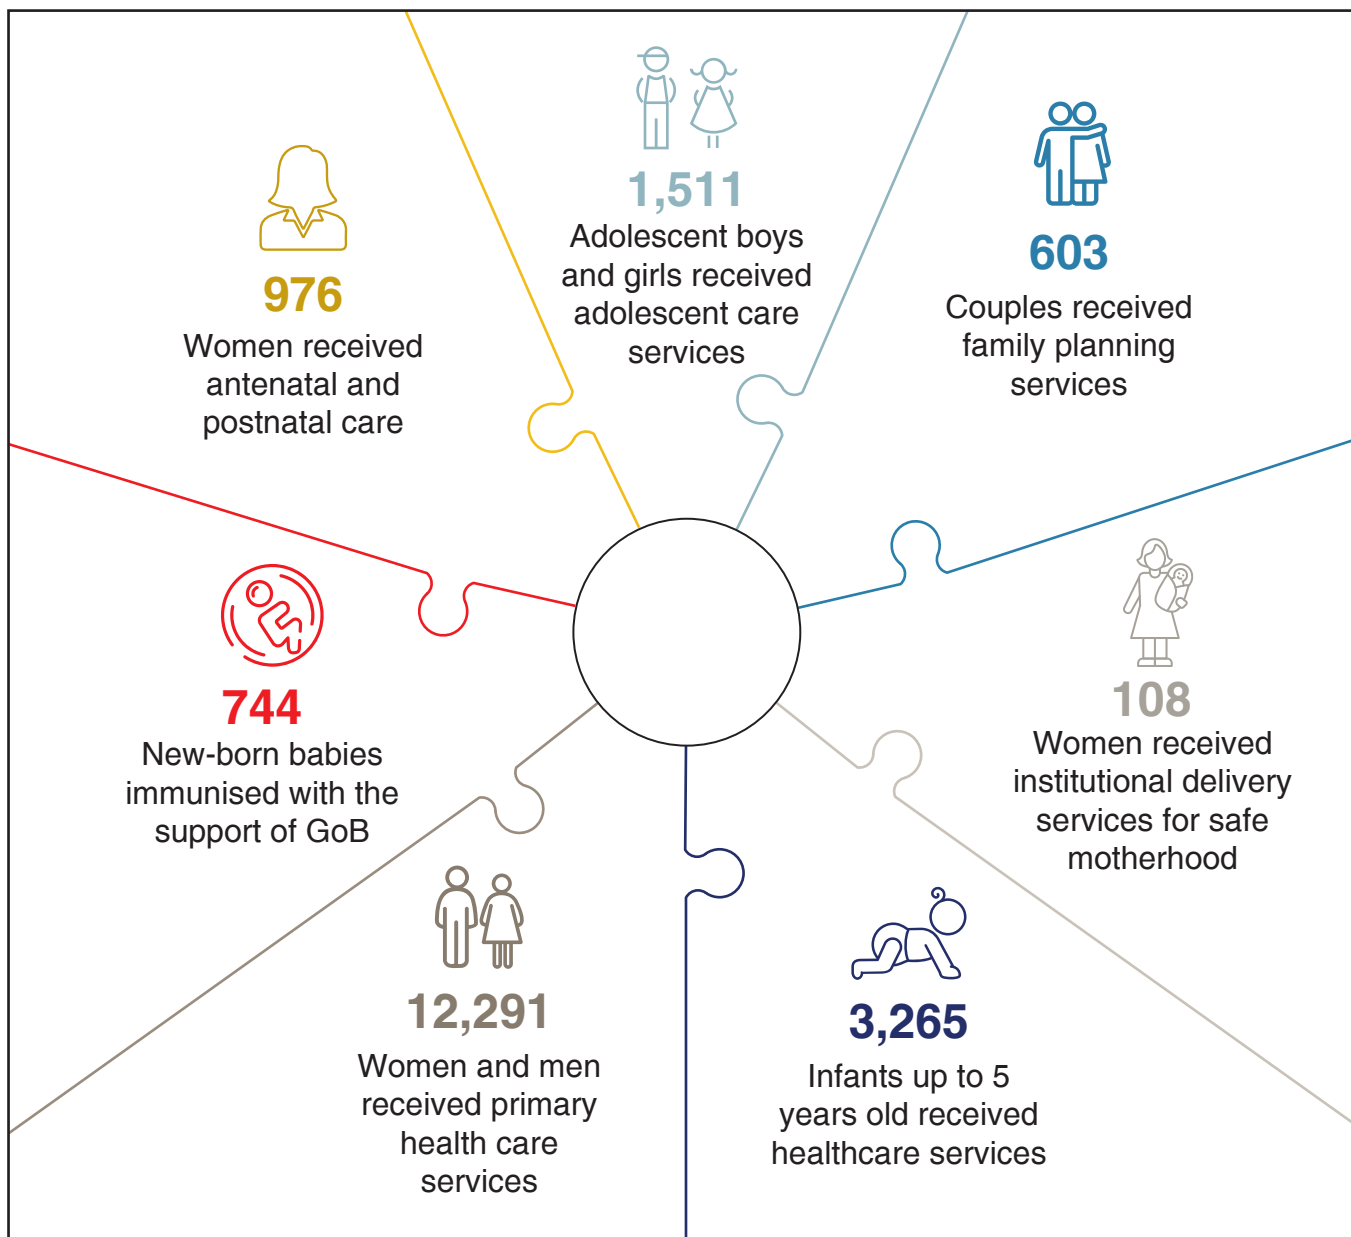 1,511
Adolescent boys
and girls received
adolescent care
services
603
Couples received
family planning
services
976
Women received
antenatal and
postnatal care
108
Women received
institutional delivery
services for safe
motherhood
744
New-born babies
immunised with the
support of GoB
12,291
Women and men
received primary
health care
services
3,265
Infants up to 5
years old received
healthcare services